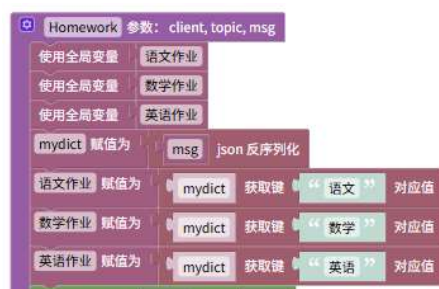 Homework 参数: client, topic, msg
使用全局变量 语文作业
使用全局变量 数学作业
使用全局变量 英语作业
mydict 赋值为 msg json 反序列化
语文作业 赋值为 mydict 获取键 “ 语文 ” 对应值
数学作业 赋值为 mydict 获取键 “ 数学 ” 对应值
英语作业 赋值为 mydict 获取键 “ 英语 ” 对应值